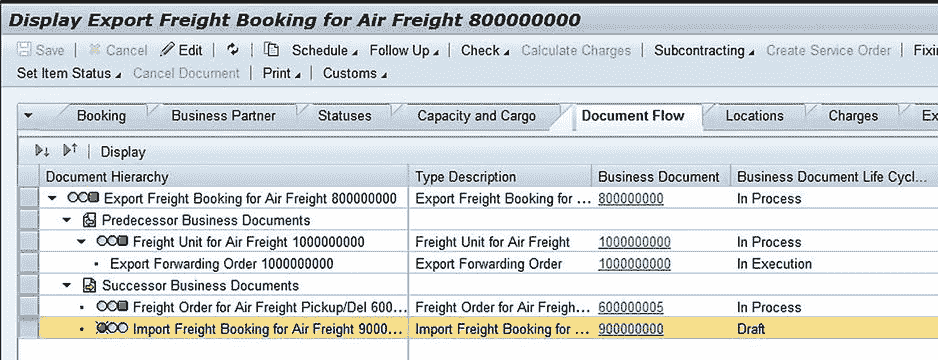 Display Export Freight Booking for Air Freight 800000000
Save Cancel Edit Schedule Follow Up Check Calculate Charges Subcontracting Create Service Order Fixi
Set Item Status Cancel Document Print Customs
Booking Business Partner Statuses Capacity and Cargo Document Flow Locations Charges Ex
Display
Document Hierarchy Type Description Business Document Business Document Life Cycl...
Export Freight Booking for Air Freight 800000000 Export Freight Booking for ... 800000000 In Process
Predecessor Business Documents
Freight Unit for Air Freight 1000000000 Freight Unit for Air Freight 1000000000 In Process
Export Forwarding Order 1000000000 Export Forwarding Order 1000000000 In Execution
Successor Business Documents
Freight Order for Air Freight Pickup/Del 600... Freight Order for Air Freigh... 600000005 In Process
Import Freight Booking for Air Freight 9000... Import Freight Booking for ... 900000000 Draft